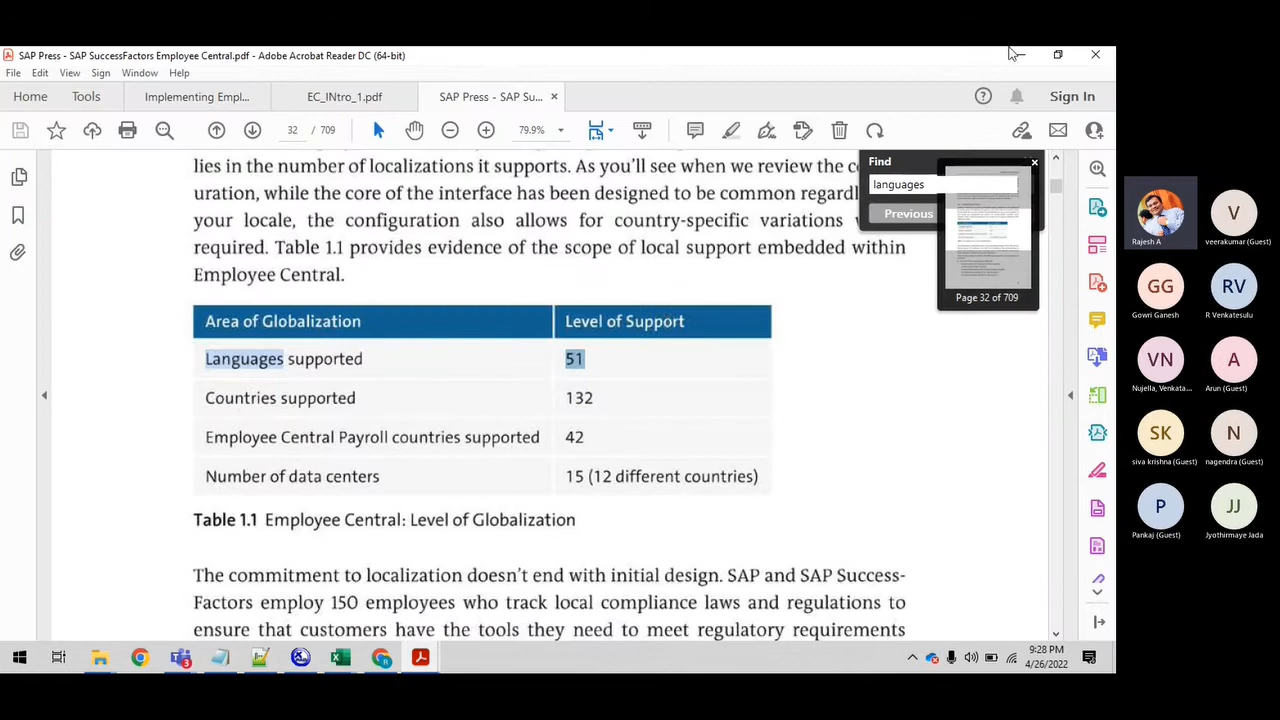 SAP Press - SAP SuccessFactors Employee Central.pdf - Adobe Acrobat Reader DC (64-bit)
File Edit View Sign Window Help
Home Tools Implementing Empl... EC_INtro_1.pdf SAP Press - SAP Su... × Sign In
32 / 709 79.9%
lies in the number of localizations it supports. As you'll see when we review the
uration, while the core of the interface has been designed to be common regardl
your locale, the configuration also allows for country-specific variations
required. Table 1.1 provides evidence of the scope of local support embedded within
Employee Central.
Find
languages
Previous
Page 32 of 709
Area of Globalization Level of Support
Languages supported 51
Countries supported 132
Employee Central Payroll countries supported 42
Number of data centers 15 (12 different countries)
Table 1.1 Employee Central: Level of Globalization
The commitment to localization doesn't end with initial design. SAP and SAP Success-
Factors employ 150 employees who track local compliance laws and regulations to
ensure that customers have the tools they need to meet regulatory requirements
9:28 PM
4/26/2022
Rajesh A
V
veerakumar (Guest)
GG
Gowri Ganesh
RV
R Venkatesulu
VN
Nujella, Venkata...
A
Arun (Guest)
SK
siva krishna (Guest)
N
nagendra (Guest)
P
Pankaj (Guest)
JJ
Jyothirmaye Jada